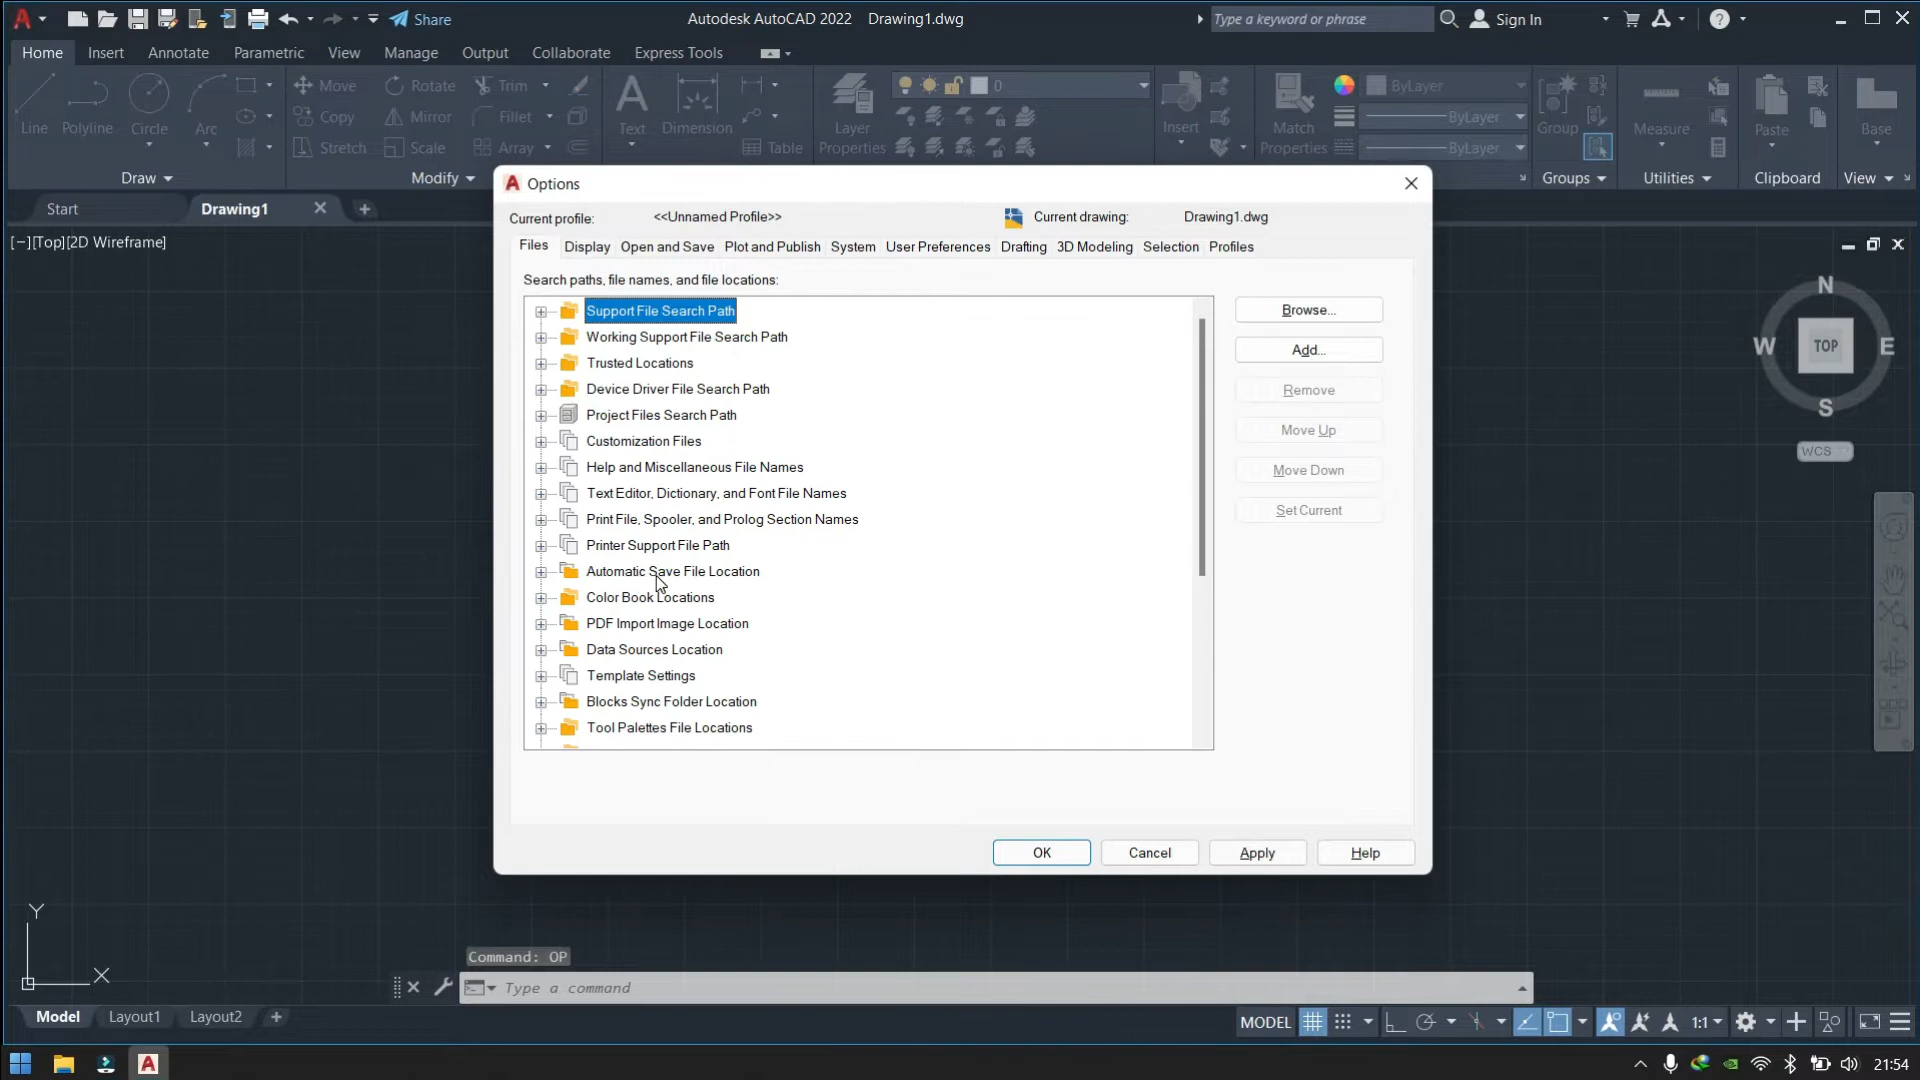 Share
Autodesk AutoCAD 2022 Drawing1.dwg
Type a keyword or phrase
Sign In
Home Insert Annotate Parametric View Manage Output Collaborate Express Tools
Line Polyline Circle Arc
Move Rotate Trim
Copy Mirror Fillet
Stretch Scale Array
Text Dimension Table
Layer Properties
0
Insert
Match Properties
ByLayer
ByLayer
ByLayer
Group
Measure
Paste
Base
Draw Modify Groups Utilities Clipboard View
Start Drawing1
[−][Top][2D Wireframe]
Options
Current profile: <<Unnamed Profile>> Current drawing: Drawing1.dwg
Files Display Open and Save Plot and Publish System User Preferences Drafting 3D Modeling Selection Profiles
Search paths, file names, and file locations:
Support File Search Path
Working Support File Search Path
Trusted Locations
Device Driver File Search Path
Project Files Search Path
Customization Files
Help and Miscellaneous File Names
Text Editor, Dictionary, and Font File Names
Print File, Spooler, and Prolog Section Names
Printer Support File Path
Automatic Save File Location
Color Book Locations
PDF Import Image Location
Data Sources Location
Template Settings
Blocks Sync Folder Location
Tool Palettes File Locations
Browse...
Add...
Remove
Move Up
Move Down
Set Current
OK Cancel Apply Help
N
W TOP E
S
WCS
Y
X
Command: OP
Type a command
Model Layout1 Layout2
MODEL 1:1
21:54